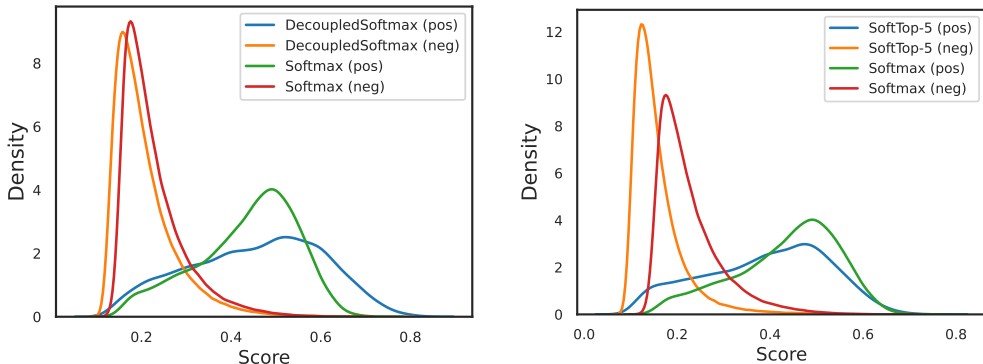 DecoupledSoftmax (pos)
DecoupledSoftmax (neg)
Softmax (pos)
Softmax (neg)
8
6
4
2
0
Density
0.2
0.4
0.6
0.8
Score
SoftTop-5 (pos)
SoftTop-5 (neg)
Softmax (pos)
Softmax (neg)
12
10
8
6
4
2
0
Density
0.0
0.2
0.4
0.6
0.8
Score